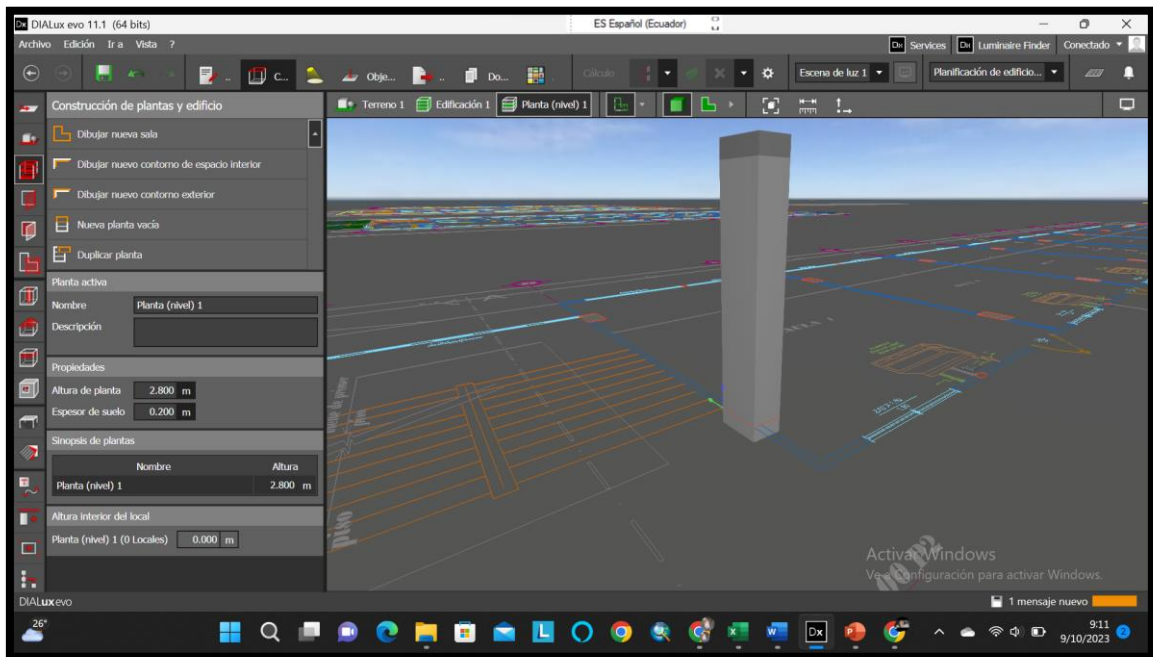 DIALux evo 11.1 (64 bits)
ES Español (Ecuador)
Archivo Edición Ir a Vista ?
Services
Luminaire Finder
Conectado
C...
Obje...
Do...
Cálculo
Escena de luz 1
Planificación de edificio...
Construcción de plantas y edificio
Terreno 1
Edificación 1
Planta (nivel) 1
Dibujar nueva sala
Dibujar nuevo contorno de espacio interior
Dibujar nuevo contorno exterior
Nueva planta vacía
Duplicar planta
Planta activa
Nombre Planta (nivel) 1
Descripción
Propiedades
Altura de planta 2.800 m
Espesor de suelo 0.200 m
Sinopsis de plantas
Nombre Altura
Planta (nivel) 1 2.800 m
Altura interior del local
Planta (nivel) 1 (0 Locales) 0.000 m
piso
piso
Activar Windows
Ve a Configuración para activar Windows.
DIALux evo
1 mensaje nuevo
26°
9:11
9/10/2023
2